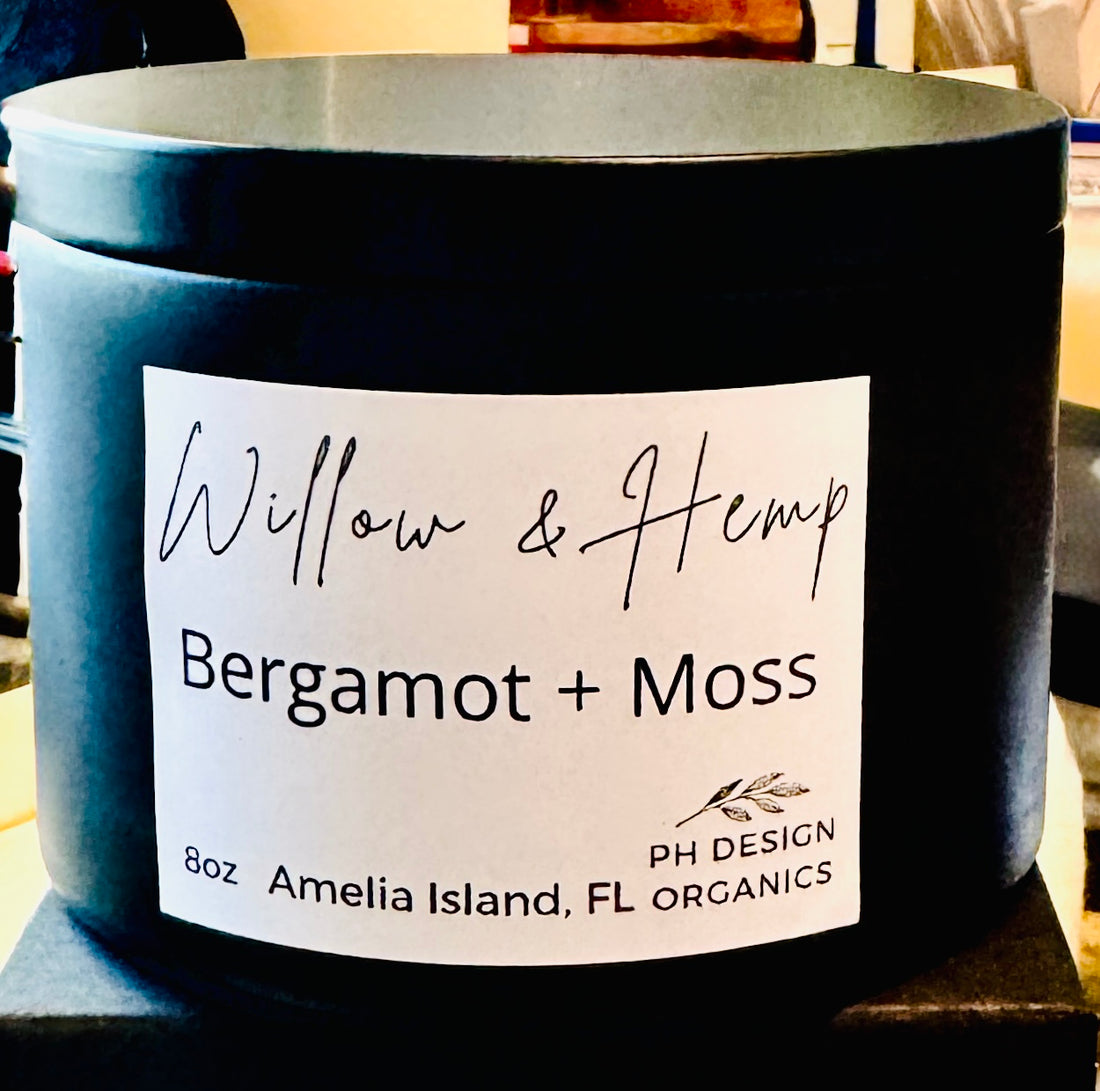 Willow & Hemp
Bergamot + Moss
8oz Amelia Island, FL
PH DESIGN
ORGANICS